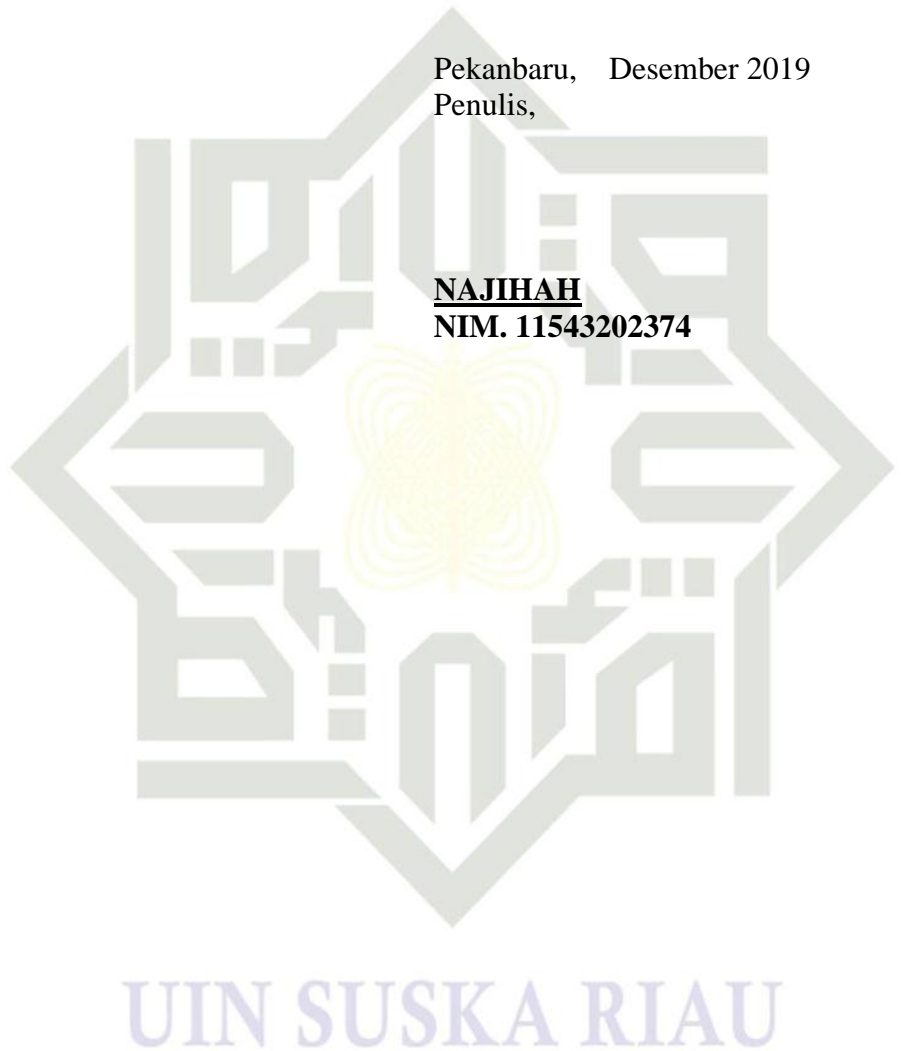 Pekanbaru, Desember 2019
Penulis,
NAJIHAH
NIM. 11543202374
UIN SUSKA RIAU